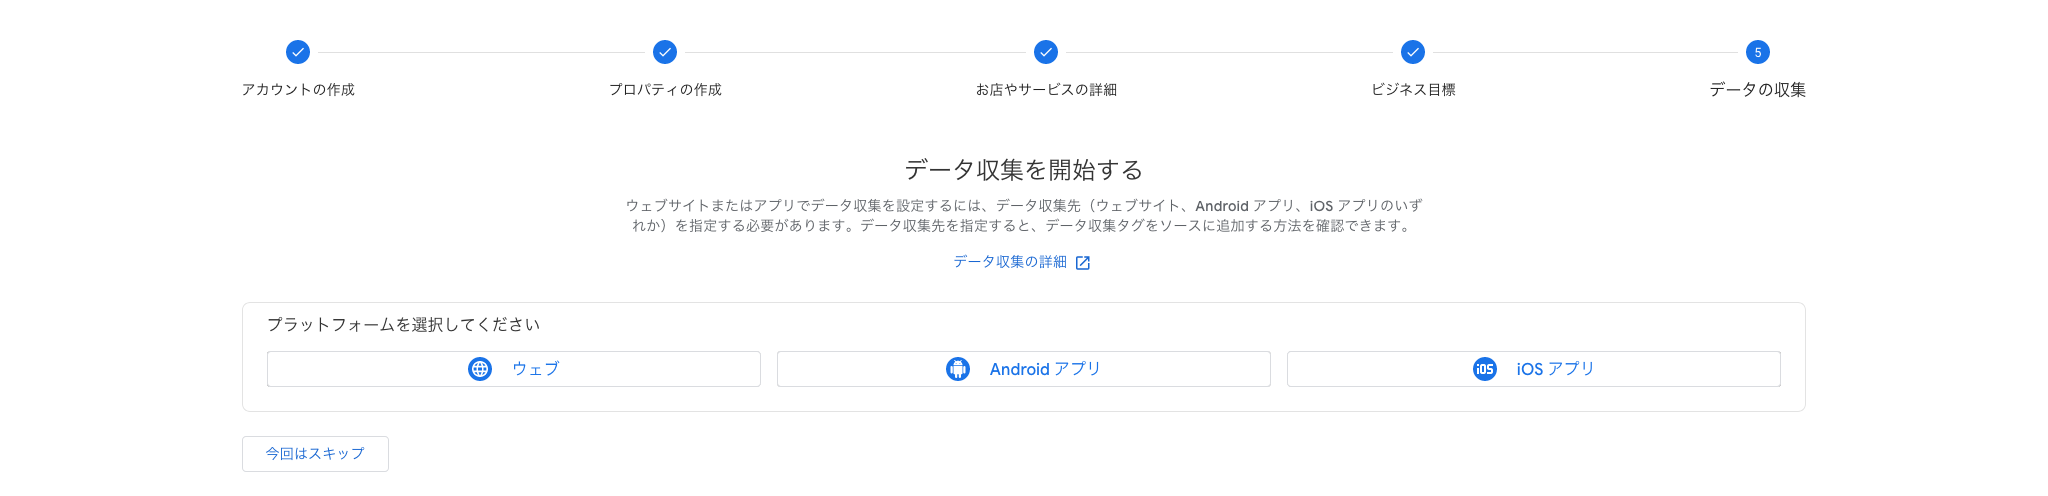 アカウントの作成
プロパティの作成
お店やサービスの詳細
ビジネス目標
5
データの収集
データ収集を開始する
ウェブサイトまたはアプリでデータ収集を設定するには、データ収集先（ウェブサイト、Android アプリ、iOS アプリのいず
れか）を指定する必要があります。データ収集先を指定すると、データ収集タグをソースに追加する方法を確認できます。
データ収集の詳細
プラットフォームを選択してください
ウェブ
Android アプリ
iOS iOS アプリ
今回はスキップ